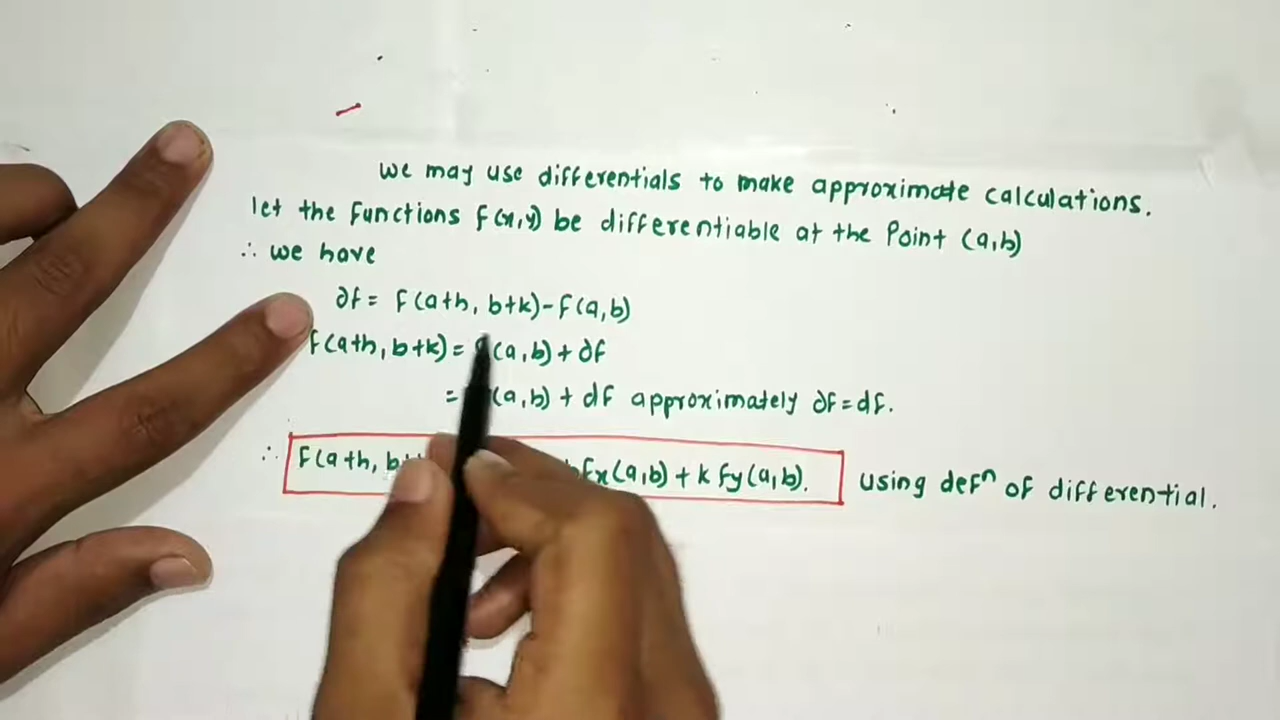 We may use differentials to make approximate calculations.
let the Functions f(x,y) be differentiable at the Point (a,b)
∴ we have
∂f = f(a+h, b+k)-f(a,b)
f(a+h, b+k) = (a,b) + ∂f
= (a,b) + df approximately ∂f = df.
∴ f(a+h, fx(a,b) + k fy(a,b). using defⁿ of differential.